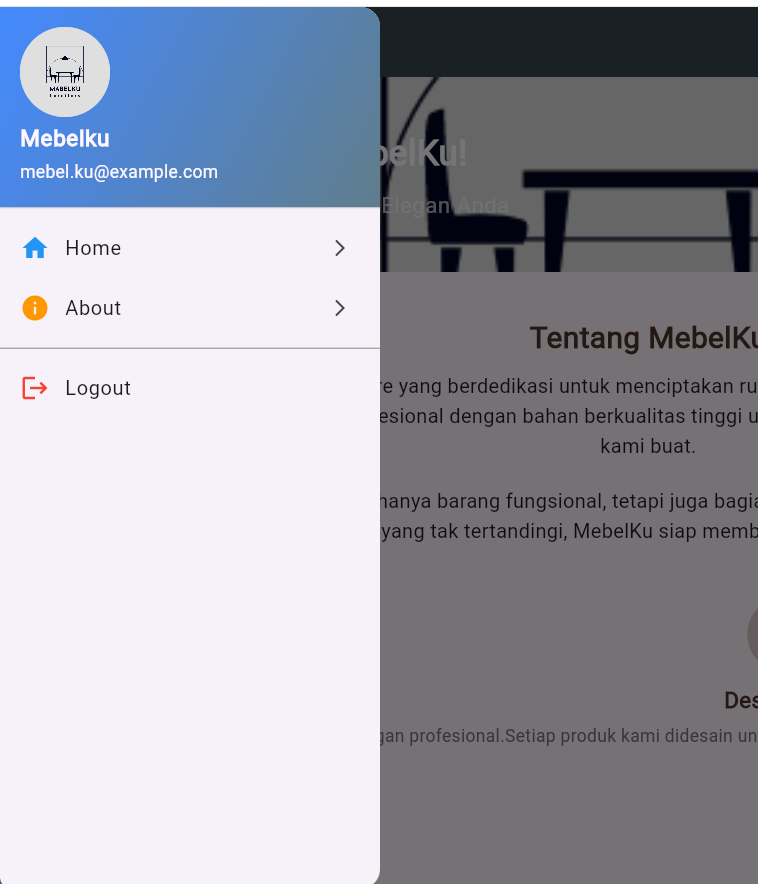 MABELKU
furniture
Mebelku
mebel.ku@example.com
Home
About
Logout
belKu!
Elegan Anda
Tentang MebelKu
re yang berdedikasi untuk menciptakan ru
esional dengan bahan berkualitas tinggi u
kami buat.
hanya barang fungsional, tetapi juga bagia
yang tak tertandingi, MebelKu siap memb
Des
gan profesional.Setiap produk kami didesain un